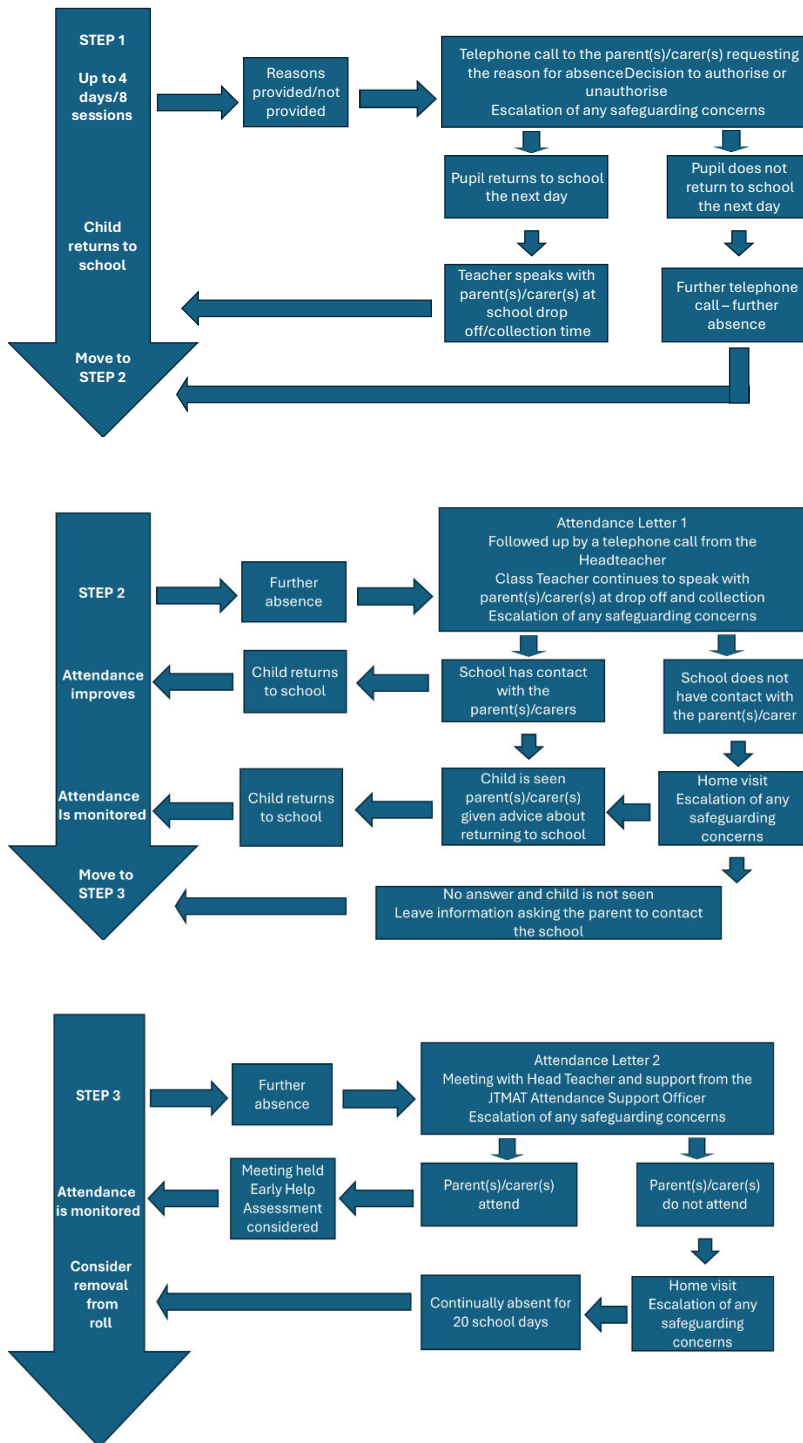 STEP 1
Up to 4
days/8
sessions
Reasons
provided/not
provided
Telephone call to the parent(s)/carer(s) requesting
the reason for absenceDecision to authorise or
unauthorise
Escalation of any safeguarding concerns
Pupil returns to school
the next day
Pupil does not
return to school
the next day
Child
returns to
school
Teacher speaks with
parent(s)/carer(s) at
school drop
off/collection time
Further telephone
call – further
absence
Move to
STEP 2
STEP 2
Further
absence
Attendance Letter 1
Followed up by a telephone call from the
Headteacher
Class Teacher continues to speak with
parent(s)/carer(s) at drop off and collection
Escalation of any safeguarding concerns
Attendance
improves
Child returns
to school
School has contact
with the
parent(s)/carers
School does not
have contact with
the parent(s)/carer
Attendance
Is monitored
Child returns
to school
Child is seen
parent(s)/carer(s)
given advice about
returning to school
Home visit
Escalation of any
safeguarding
concerns
Move to
STEP 3
No answer and child is not seen
Leave information asking the parent to contact
the school
STEP 3
Further
absence
Attendance Letter 2
Meeting with Head Teacher and support from the
JTMAT Attendance Support Officer
Escalation of any safeguarding concerns
Attendance
is monitored
Meeting held
Early Help
Assessment
considered
Parent(s)/carer(s)
attend
Parent(s)/carer(s)
do not attend
Consider
removal
from
roll
Continually absent for
20 school days
Home visit
Escalation of any
safeguarding
concerns